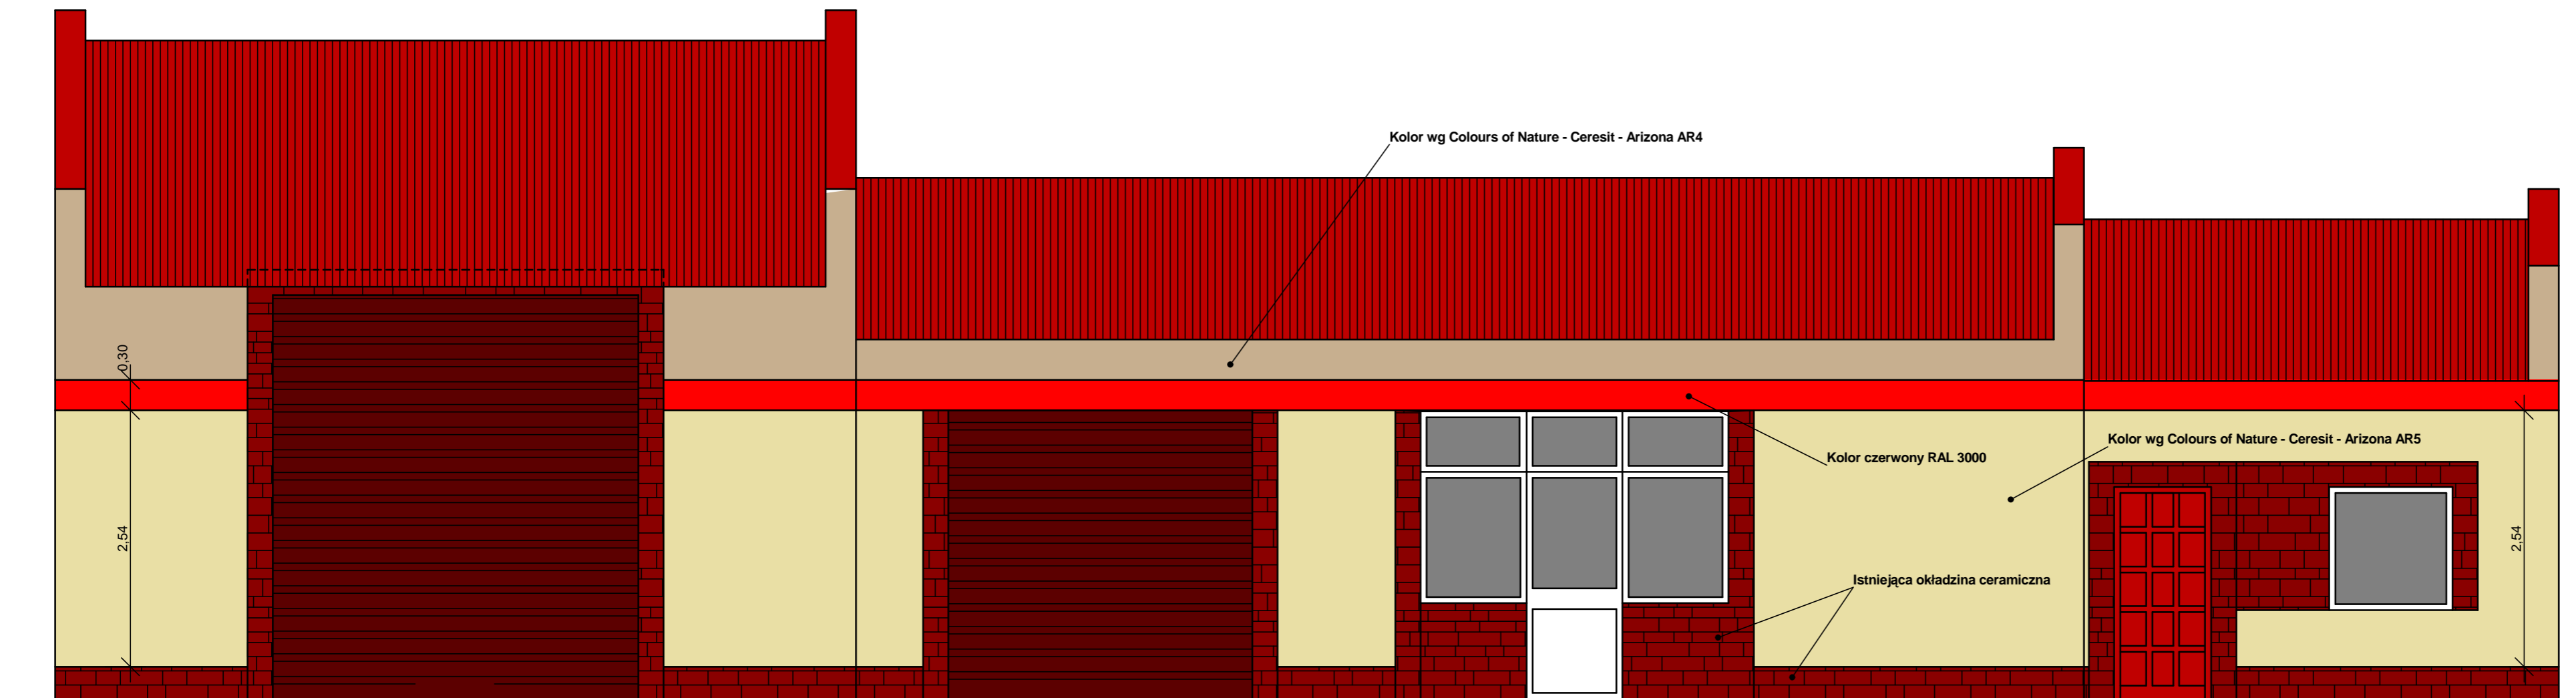 Kolor wg Colours of Nature - Ceresit - Arizona AR4
0,30
Kolor wg Colours of Nature - Ceresit - Arizona AR5
Kolor czerwony RAL 3000
2,54
2,54
Istniejąca okładzina ceramiczna